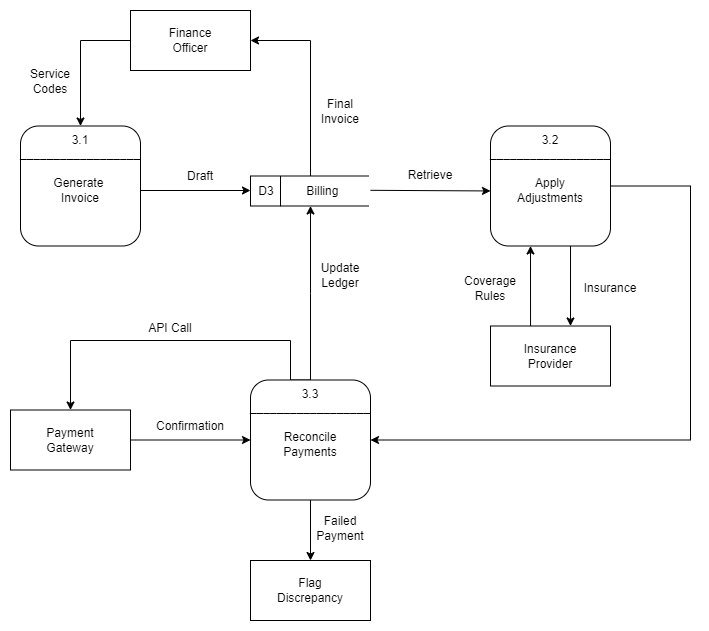 Finance
Officer
Service
Codes
Final
Invoice
3.1
Generate
Invoice
Draft
D3
Billing
Retrieve
3.2
Apply
Adjustments
Update
Ledger
Coverage
Rules
Insurance
API Call
Insurance
Provider
3.3
Reconcile
Payments
Payment
Gateway
Confirmation
Failed
Payment
Flag
Discrepancy